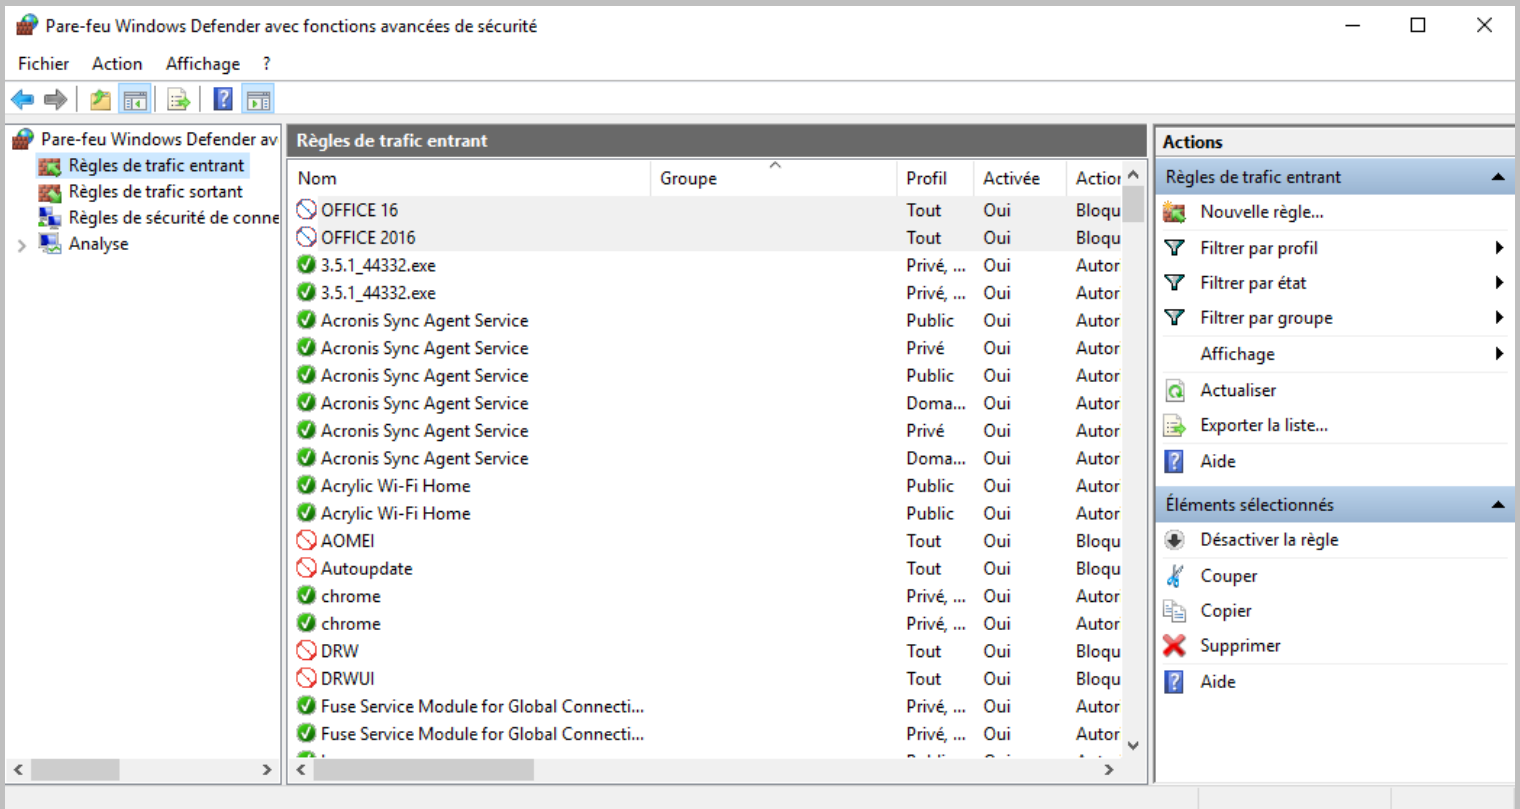 Pare-feu Windows Defender avec fonctions avancées de sécurité
Fichier Action Affichage ?
Pare-feu Windows Defender av
Règles de trafic entrant
Règles de trafic sortant
Règles de sécurité de conne
Analyse
Règles de trafic entrant
Nom Groupe Profil Activée Action
OFFICE 16 Tout Oui Bloqu
OFFICE 2016 Tout Oui Bloqu
3.5.1_44332.exe Privé, ... Oui Autor
3.5.1_44332.exe Privé, ... Oui Autor
Acronis Sync Agent Service Public Oui Autor
Acronis Sync Agent Service Privé Oui Autor
Acronis Sync Agent Service Public Oui Autor
Acronis Sync Agent Service Doma... Oui Autor
Acronis Sync Agent Service Privé Oui Autor
Acronis Sync Agent Service Doma... Oui Autor
Acrylic Wi-Fi Home Public Oui Autor
Acrylic Wi-Fi Home Public Oui Autor
AOMEI Tout Oui Bloqu
Autoupdate Tout Oui Bloqu
chrome Privé, ... Oui Autor
chrome Privé, ... Oui Autor
DRW Tout Oui Bloqu
DRWUI Tout Oui Bloqu
Fuse Service Module for Global Connecti... Privé, ... Oui Autor
Fuse Service Module for Global Connecti... Privé, ... Oui Autor
Actions
Règles de trafic entrant
Nouvelle règle...
Filtrer par profil
Filtrer par état
Filtrer par groupe
Affichage
Actualiser
Exporter la liste...
Aide
Éléments sélectionnés
Désactiver la règle
Couper
Copier
Supprimer
Aide